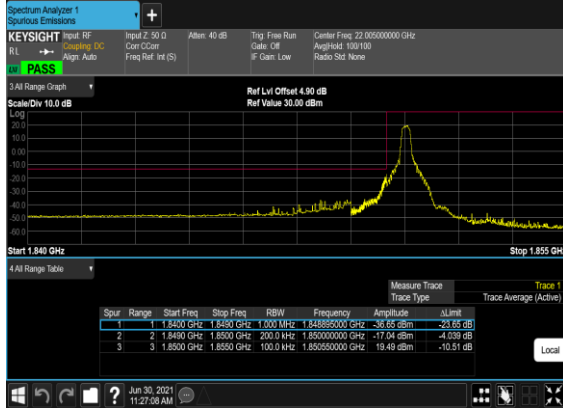 Spectrum Analyzer 1
Spurious Emissions
+
KEYSIGHT Input: RF Input Z: 50 Ω Atten: 40 dB Trig: Free Run Center Freq: 22.005000000 GHz
RL Coupling: DC Corr CCorr Gate: Off Avg|Hold: 100/100
Align: Auto Freq Ref: Int (S) IF Gain: Low Radio Std: None
PASS
3 All Range Graph
Ref Lvl Offset 4.90 dB
Scale/Div 10.0 dB Ref Value 30.00 dBm
Log
20.0
10.0
0.00
-10.0
-20.0
-30.0
-40.0
-50.0
-60.0
Start 1.840 GHz Stop 1.855 GH
4 All Range Table
Measure Trace Trace 1
Trace Type Trace Average (Active)
Spur Range Start Freq Stop Freq RBW Frequency Amplitude ΔLimit
1 1 1.8400 GHz 1.8490 GHz 1.000 MHz 1.848895000 GHz -36.65 dBm -23.65 dB
2 2 1.8490 GHz 1.8500 GHz 200.0 kHz 1.850000000 GHz -17.04 dBm -4.039 dB
3 3 1.8500 GHz 1.8550 GHz 100.0 kHz 1.850550000 GHz 19.49 dBm -10.51 dB
Local
?
Jun 30, 2021
11:27:08 AM